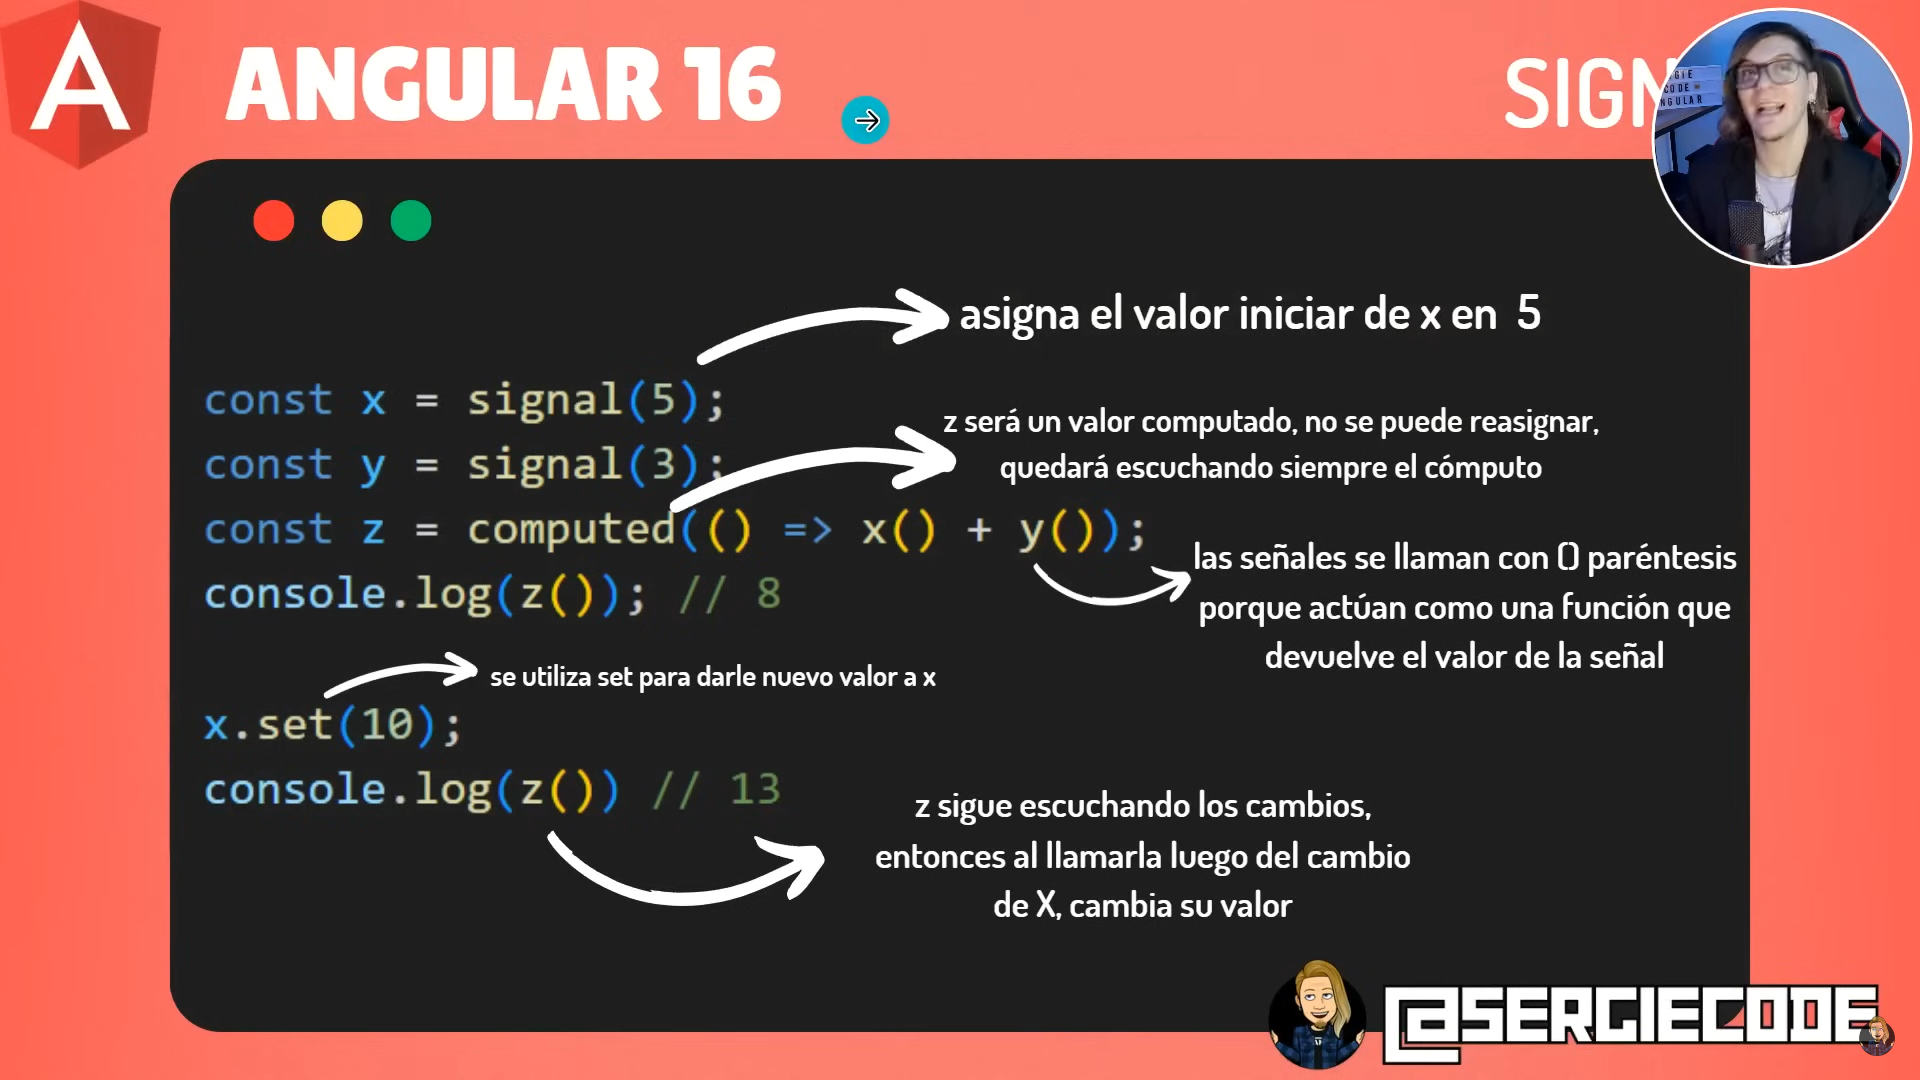 ANGULAR 16
SIGN
GIE
CODE
NGULAR
asigna el valor iniciar de x en 5
const x = signal(5);
z será un valor computado, no se puede reasignar,
quedará escuchando siempre el cómputo
const y = signal(3);
const z = computed(() => x() + y());
las señales se llaman con () paréntesis
porque actúan como una función que
devuelve el valor de la señal
console.log(z()); // 8
se utiliza set para darle nuevo valor a x
x.set(10);
console.log(z()) // 13
z sigue escuchando los cambios,
entonces al llamarla luego del cambio
de X, cambia su valor
@SERGIECODE